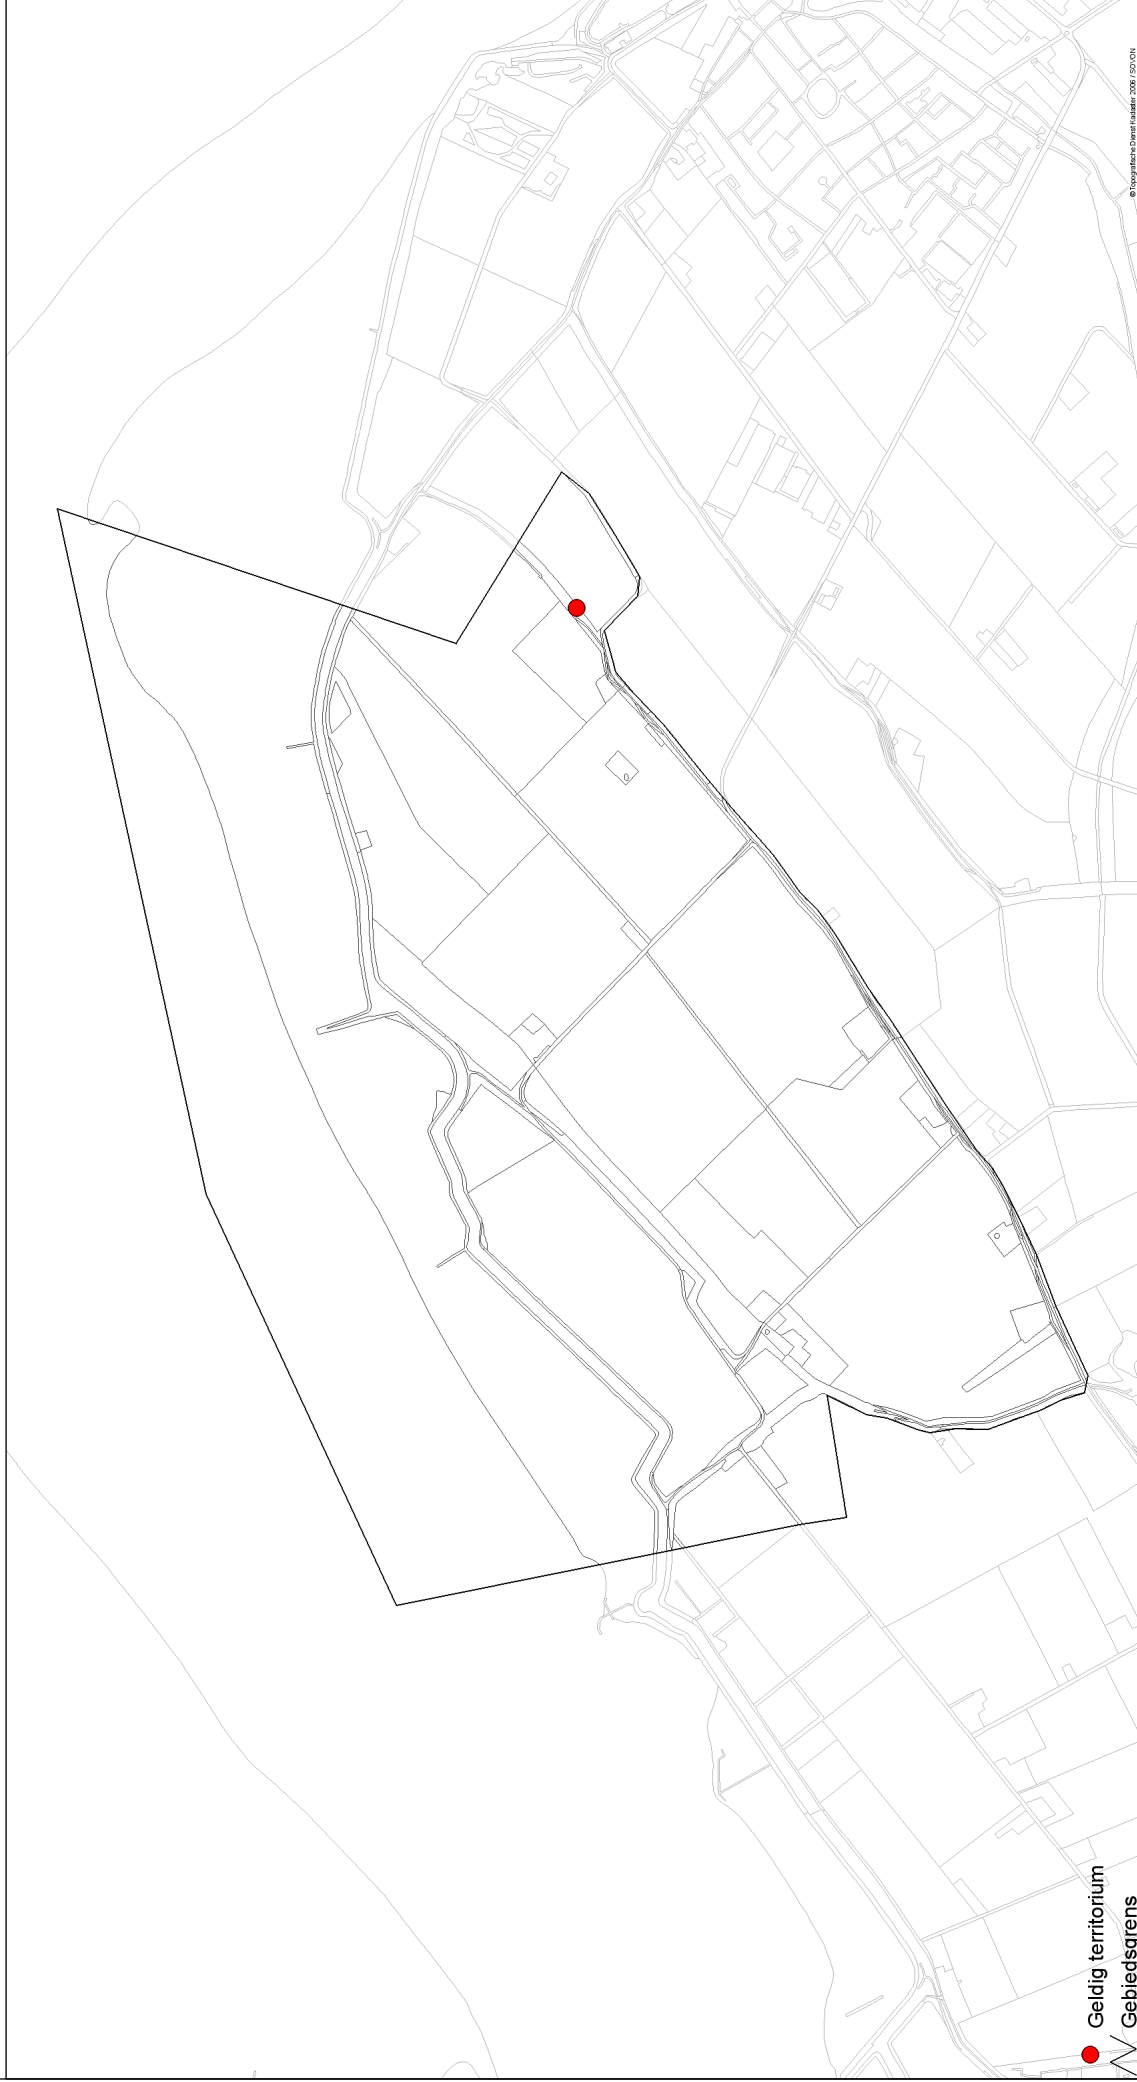 © Topografische Dienst Kadaster 2006 / SOVON
Geldig territorium
Gebiedsgrens